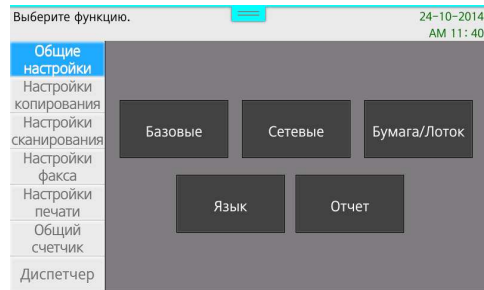 Выберите функцию.
24-10-2014
AM 11:40
Общие
настройки
Настройки
копирования
Настройки
сканирования
Настройки
факса
Настройки
печати
Общий
счетчик
Диспетчер
Базовые
Сетевые
Бумага/Лоток
Язык
Отчет